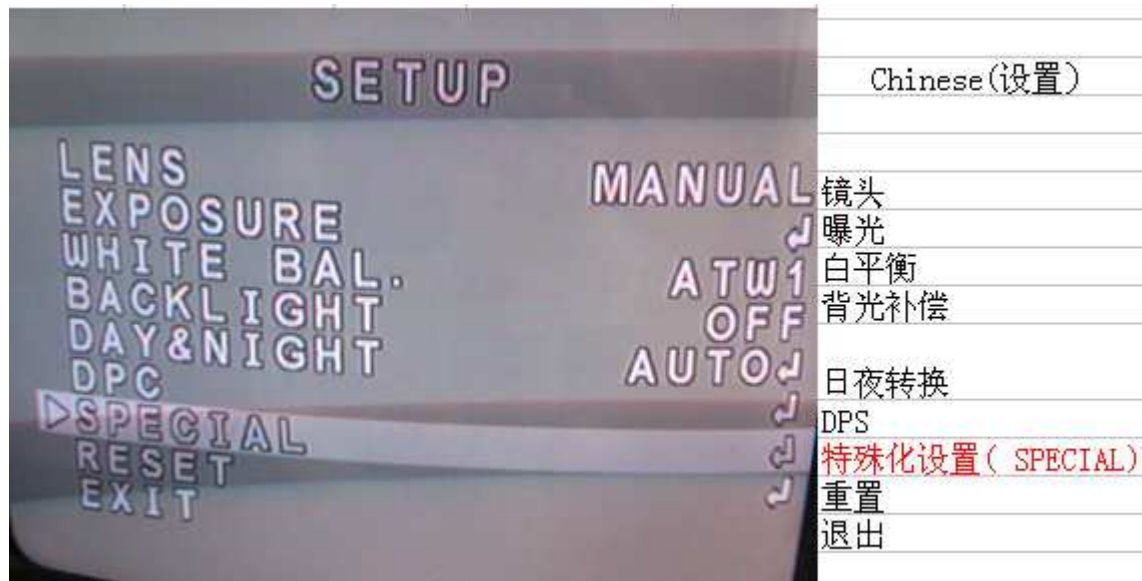 SETUP
Chinese(设置)
LENS MANUAL 镜头
EXPOSURE ↲ 曝光
WHITE BAL. ATW1 白平衡
BACKLIGHT OFF 背光补偿
DAY&NIGHT AUTO↲ 日夜转换
DPC ↲ DPS
SPECIAL ↲ 特殊化设置( SPECIAL)
RESET ↲ 重置
EXIT 退出